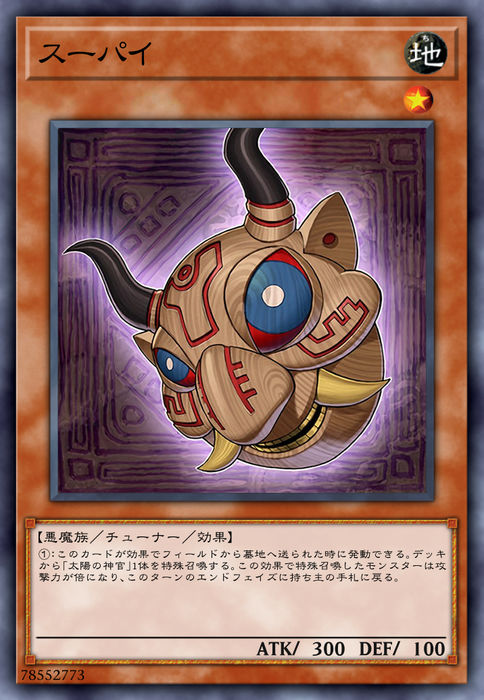 スーパイ
ち
地
【悪魔族／チューナー／効果】
①：このカードが効果でフィールドから墓地へ送られた時に発動できる。デッキ
から「太陽の神官」1体を特殊召喚する。この効果で特殊召喚したモンスターは攻
撃力が倍になり、このターンのエンドフェイズに持ち主の手札に戻る。
ATK/ 300 DEF/ 100
78552773